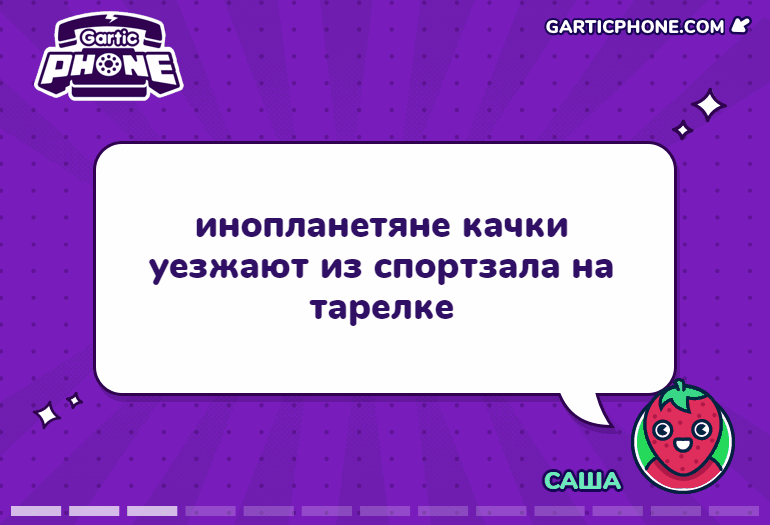 Gartic
PHONE
GARTICPHONE.COM
инопланетяне качки
уезжают из спортзала на
тарелке
САША